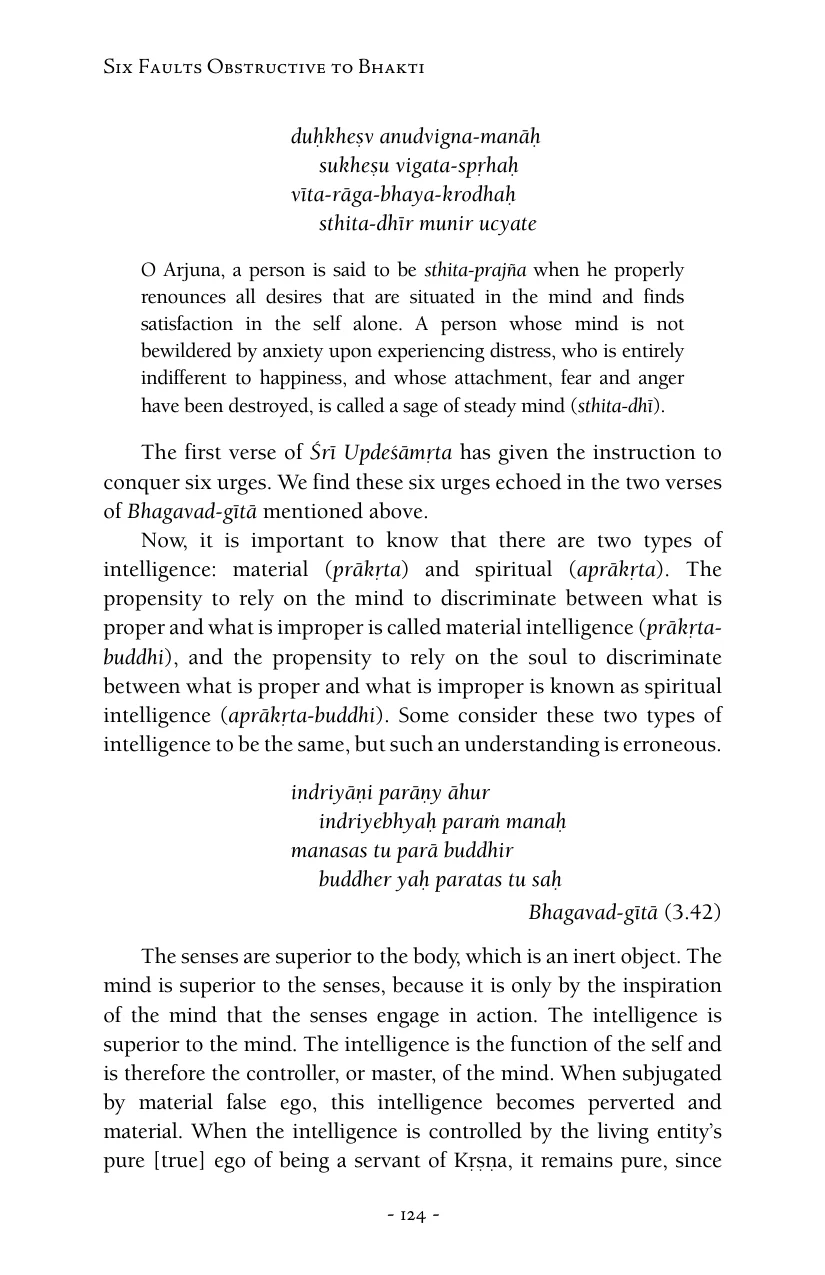 Six Faults Obstructive to Bhakti
duḥkheṣv anudvigna-manāḥ
sukheṣu vigata-spṛhaḥ
vīta-rāga-bhaya-krodhaḥ
sthita-dhīr munir ucyate
O Arjuna, a person is said to be sthita-prajña when he properly
renounces all desires that are situated in the mind and finds
satisfaction in the self alone. A person whose mind is not
bewildered by anxiety upon experiencing distress, who is entirely
indifferent to happiness, and whose attachment, fear and anger
have been destroyed, is called a sage of steady mind (sthita-dhī).
The first verse of Śrī Updeśāmṛta has given the instruction to
conquer six urges. We find these six urges echoed in the two verses
of Bhagavad-gītā mentioned above.
Now, it is important to know that there are two types of
intelligence: material (prākṛta) and spiritual (aprākṛta). The
propensity to rely on the mind to discriminate between what is
proper and what is improper is called material intelligence (prākṛta-
buddhi), and the propensity to rely on the soul to discriminate
between what is proper and what is improper is known as spiritual
intelligence (aprākṛta-buddhi). Some consider these two types of
intelligence to be the same, but such an understanding is erroneous.
indriyāṇi parāṇy āhur
indriyebhyaḥ paraṁ manaḥ
manasas tu parā buddhir
buddher yaḥ paratas tu saḥ
Bhagavad-gītā (3.42)
The senses are superior to the body, which is an inert object. The
mind is superior to the senses, because it is only by the inspiration
of the mind that the senses engage in action. The intelligence is
superior to the mind. The intelligence is the function of the self and
is therefore the controller, or master, of the mind. When subjugated
by material false ego, this intelligence becomes perverted and
material. When the intelligence is controlled by the living entity's
pure [true] ego of being a servant of Kṛṣṇa, it remains pure, since
- 124 -